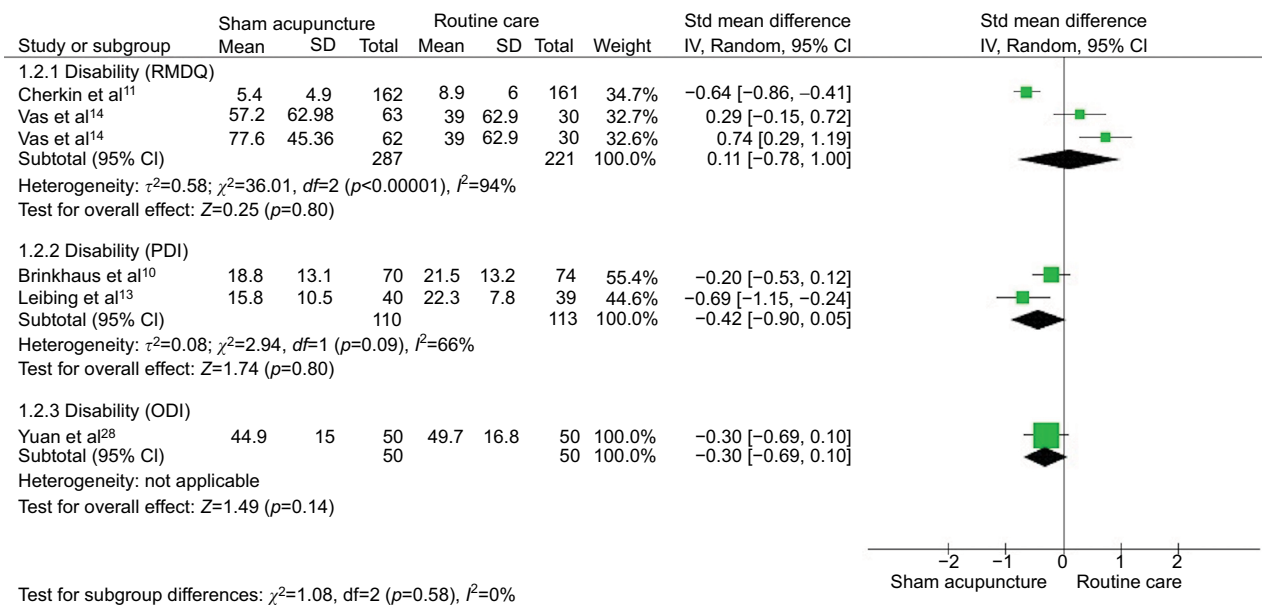 Sham acupuncture Routine care Std mean difference Std mean difference
Study or subgroup Mean SD Total Mean SD Total Weight IV, Random, 95% CI IV, Random, 95% CI
1.2.1 Disability (RMDQ)
Cherkin et al¹¹ 5.4 4.9 162 8.9 6 161 34.7% −0.64 [−0.86, −0.41]
Vas et al¹⁴ 57.2 62.98 63 39 62.9 30 32.7% 0.29 [−0.15, 0.72]
Vas et al¹⁴ 77.6 45.36 62 39 62.9 30 32.6% 0.74 [0.29, 1.19]
Subtotal (95% CI) 287 221 100.0% 0.11 [−0.78, 1.00]
Heterogeneity: τ²=0.58; χ²=36.01, df=2 (p<0.00001), I²=94%
Test for overall effect: Z=0.25 (p=0.80)
1.2.2 Disability (PDI)
Brinkhaus et al¹⁰ 18.8 13.1 70 21.5 13.2 74 55.4% −0.20 [−0.53, 0.12]
Leibing et al¹³ 15.8 10.5 40 22.3 7.8 39 44.6% −0.69 [−1.15, −0.24]
Subtotal (95% CI) 110 113 100.0% −0.42 [−0.90, 0.05]
Heterogeneity: τ²=0.08; χ²=2.94, df=1 (p=0.09), I²=66%
Test for overall effect: Z=1.74 (p=0.80)
1.2.3 Disability (ODI)
Yuan et al²⁸ 44.9 15 50 49.7 16.8 50 100.0% −0.30 [−0.69, 0.10]
Subtotal (95% CI) 50 50 100.0% −0.30 [−0.69, 0.10]
Heterogeneity: not applicable
Test for overall effect: Z=1.49 (p=0.14)
−2 −1 0 1 2
Sham acupuncture Routine care
Test for subgroup differences: χ²=1.08, df=2 (p=0.58), I²=0%